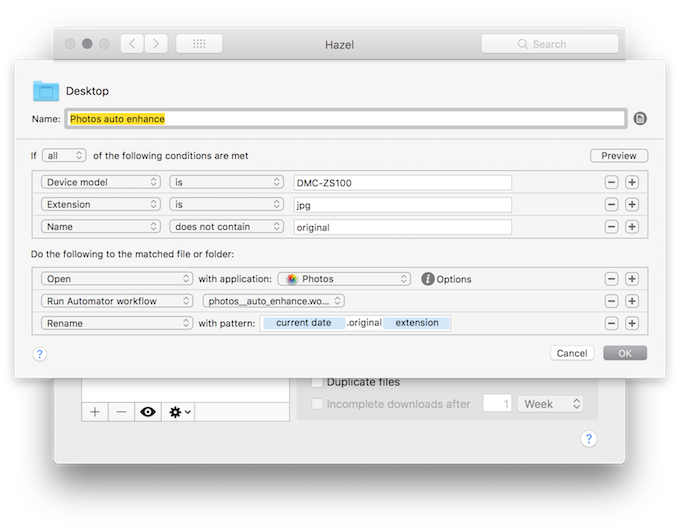 Hazel
Search
Desktop
Name: Photos auto enhance
If all of the following conditions are met Preview
Device model is DMC-ZS100
Extension is jpg
Name does not contain original
Do the following to the matched file or folder:
Open with application: Photos Options
Run Automator workflow photos__auto_enhance.wo...
Rename with pattern: current date .original extension
? Cancel OK
Duplicate files
Incomplete downloads after 1 Week
?